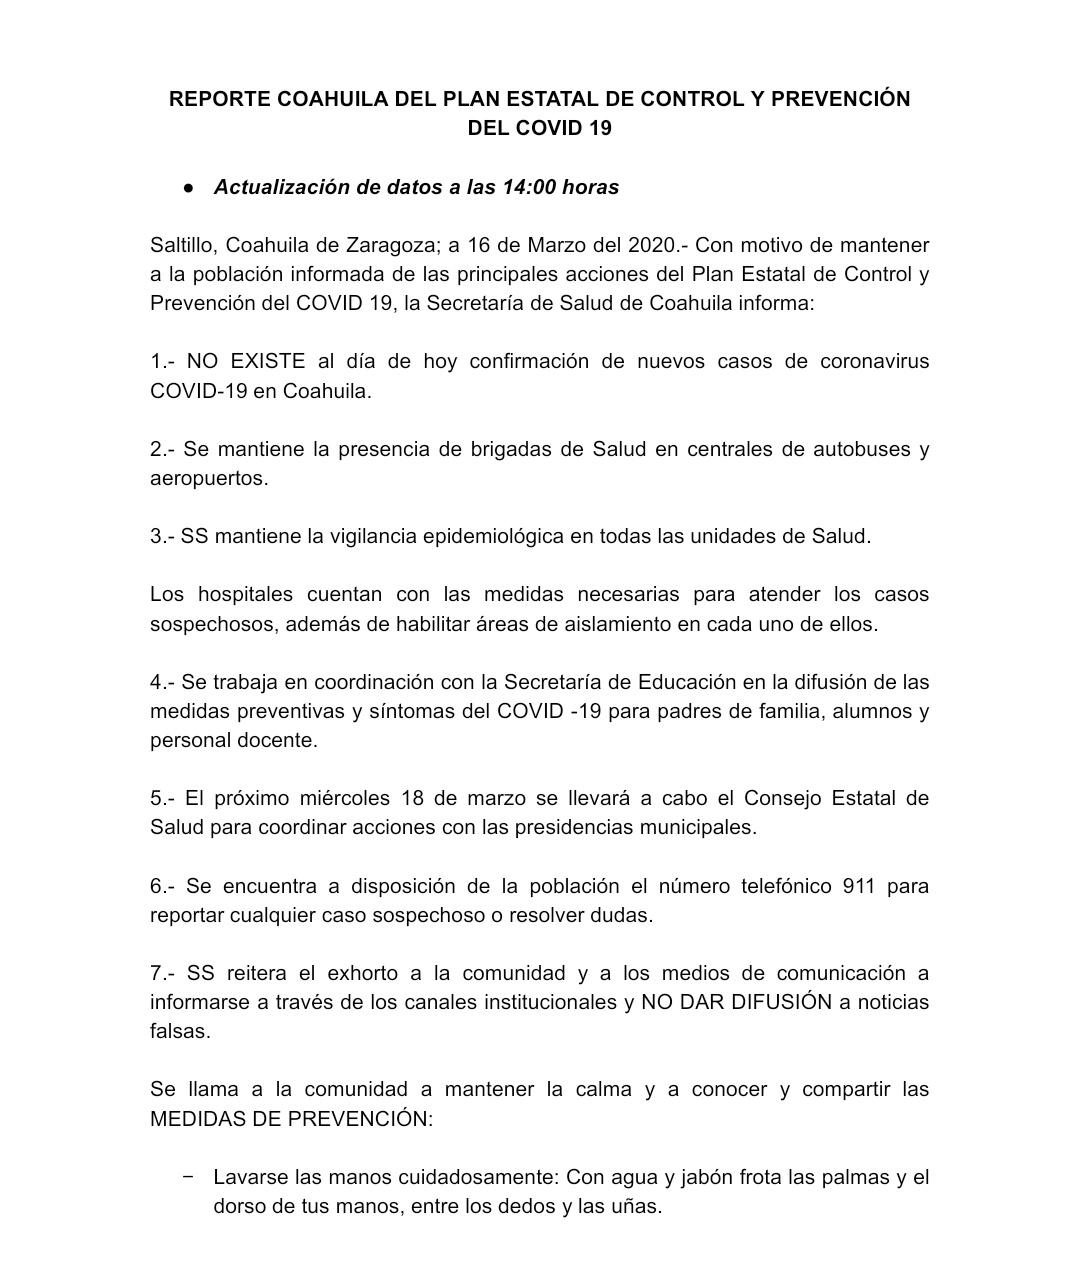 REPORTE COAHUILA DEL PLAN ESTATAL DE CONTROL Y PREVENCIÓN
DEL COVID 19
● Actualización de datos a las 14:00 horas
Saltillo, Coahuila de Zaragoza; a 16 de Marzo del 2020.- Con motivo de mantener
a la población informada de las principales acciones del Plan Estatal de Control y
Prevención del COVID 19, la Secretaría de Salud de Coahuila informa:
1.- NO EXISTE al día de hoy confirmación de nuevos casos de coronavirus
COVID-19 en Coahuila.
2.- Se mantiene la presencia de brigadas de Salud en centrales de autobuses y
aeropuertos.
3.- SS mantiene la vigilancia epidemiológica en todas las unidades de Salud.
Los hospitales cuentan con las medidas necesarias para atender los casos
sospechosos, además de habilitar áreas de aislamiento en cada uno de ellos.
4.- Se trabaja en coordinación con la Secretaría de Educación en la difusión de las
medidas preventivas y síntomas del COVID -19 para padres de familia, alumnos y
personal docente.
5.- El próximo miércoles 18 de marzo se llevará a cabo el Consejo Estatal de
Salud para coordinar acciones con las presidencias municipales.
6.- Se encuentra a disposición de la población el número telefónico 911 para
reportar cualquier caso sospechoso o resolver dudas.
7.- SS reitera el exhorto a la comunidad y a los medios de comunicación a
informarse a través de los canales institucionales y NO DAR DIFUSIÓN a noticias
falsas.
Se llama a la comunidad a mantener la calma y a conocer y compartir las
MEDIDAS DE PREVENCIÓN:
− Lavarse las manos cuidadosamente: Con agua y jabón frota las palmas y el
dorso de tus manos, entre los dedos y las uñas.